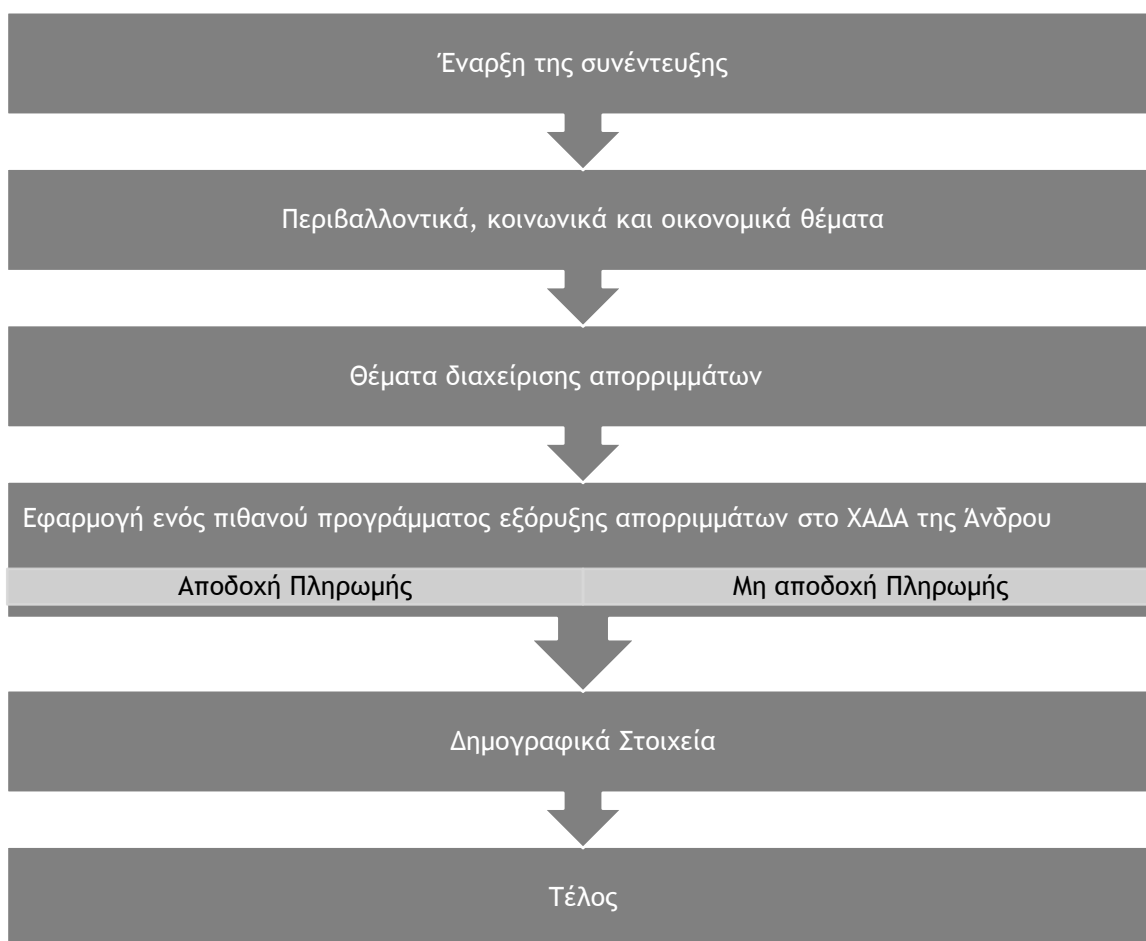 Έναρξη της συνέντευξης
Περιβαλλοντικά, κοινωνικά και οικονομικά θέματα
Θέματα διαχείρισης απορριμμάτων
Εφαρμογή ενός πιθανού προγράμματος εξόρυξης απορριμμάτων στο ΧΑΔΑ της Άνδρου
Αποδοχή Πληρωμής Μη αποδοχή Πληρωμής
Δημογραφικά Στοιχεία
Τέλος